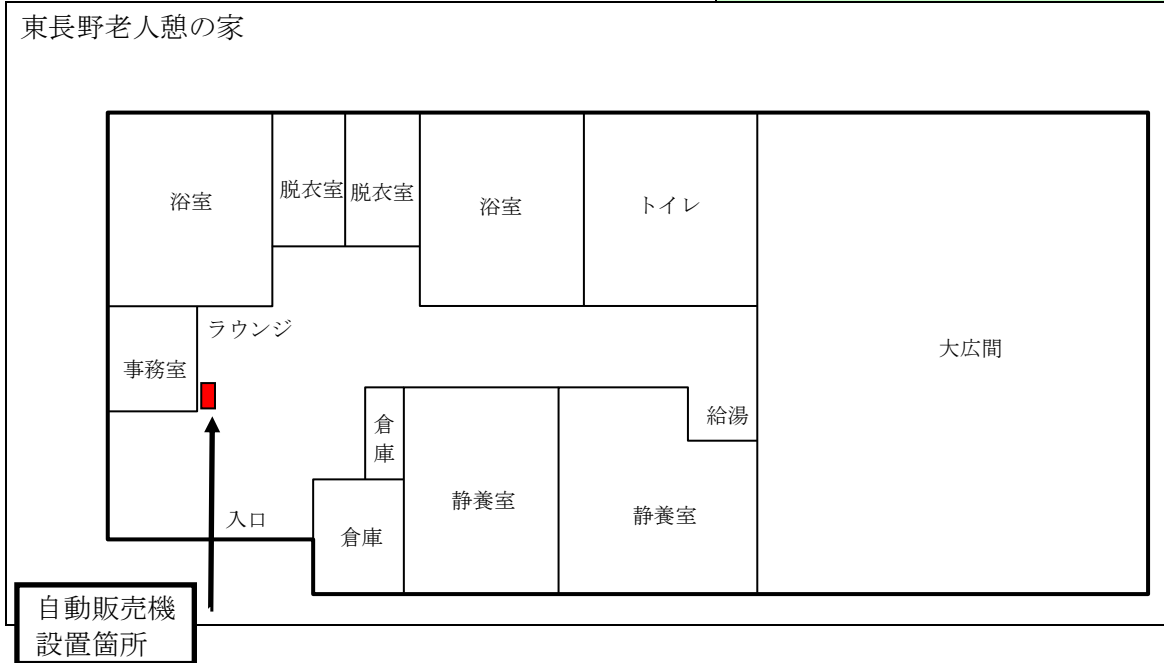 東長野老人憩の家
浴室
脱衣室
脱衣室
浴室
トイレ
ラウンジ
事務室
大広間
給湯
倉
庫
静養室
静養室
入口
倉庫
自動販売機
設置箇所